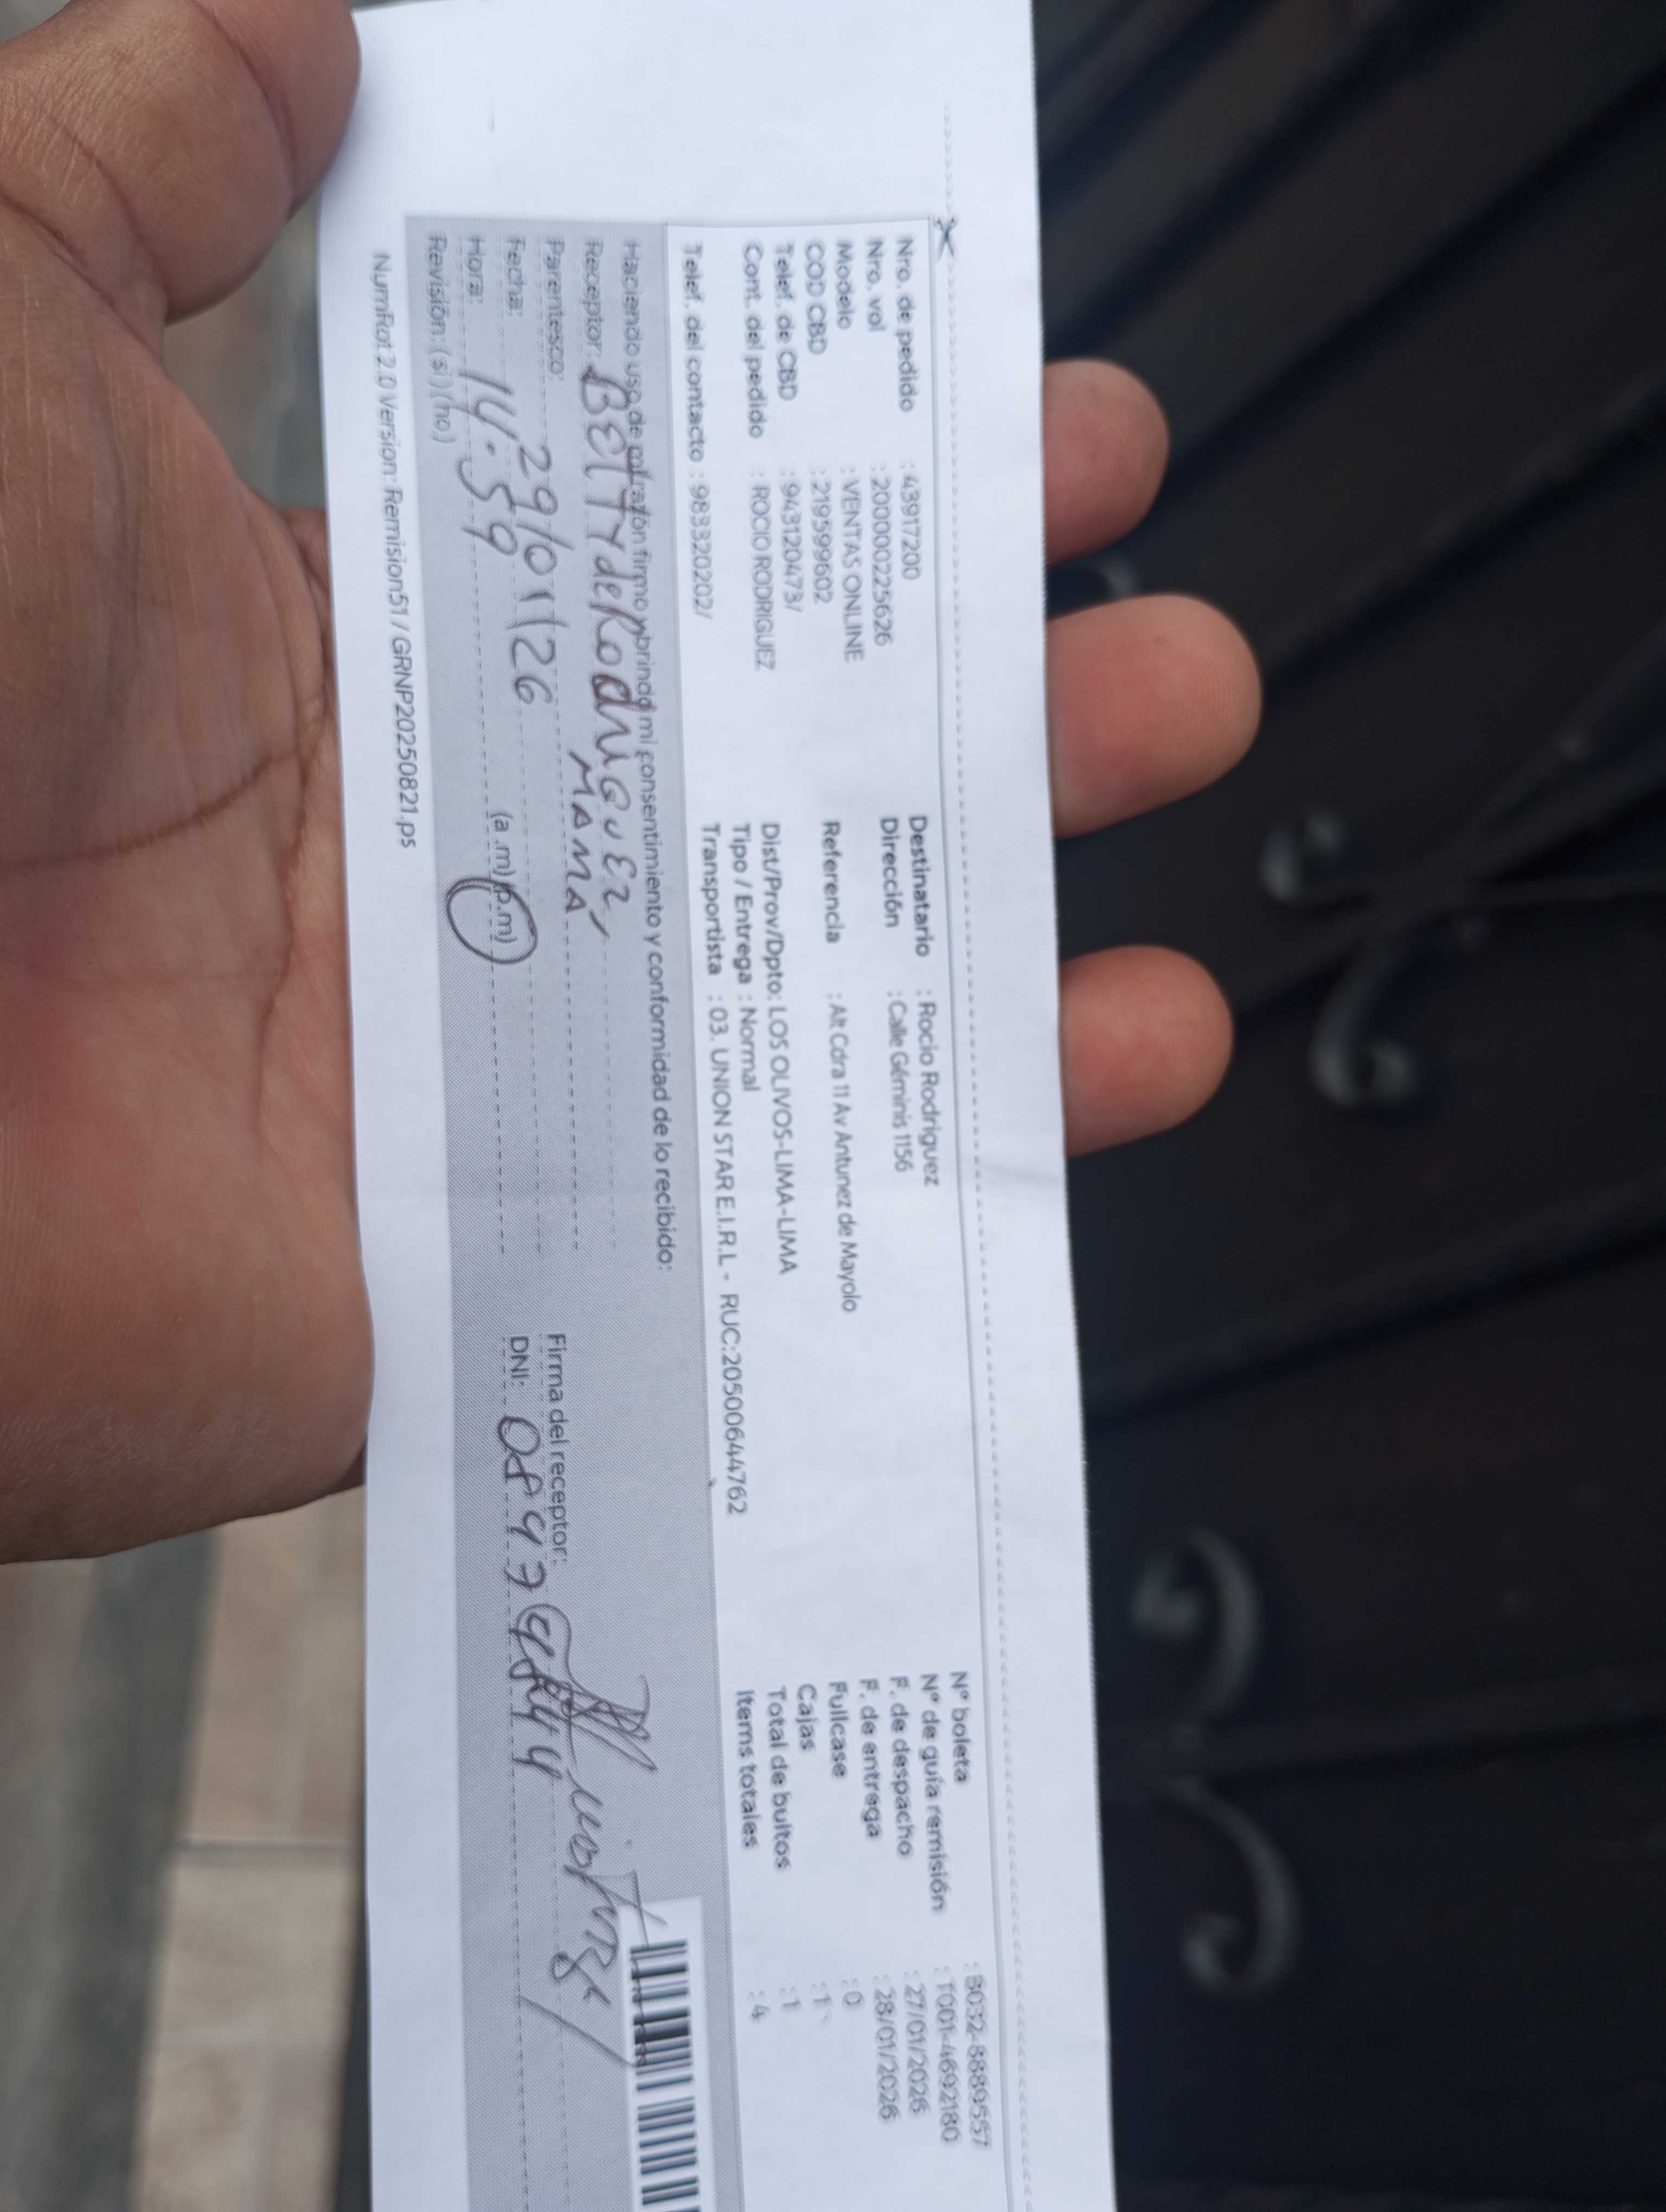 Nro. de pedido : 43917200
Nro. vol : 2000002225626
Modelo : VENTAS ONLINE
COD CBD : 219599602
Telef. de CBD : 943120473/
Cont. del pedido : ROCIO RODRIGUEZ
Telef. del contacto : 983320202/
Destinatario : Rocio Rodriguez
Dirección : Calle Géminis 1156
Referencia : Alt Cdra 11 Av Antunez de Mayolo
Dist/Prov/Dpto: LOS OLIVOS-LIMA-LIMA
Tipo / Entrega : Normal
Transportista : 03. UNION STAR E.I.R.L - RUC:20500644762
N° boleta : B032-8889557
N° de guía remisión : T001-4692180
F. de despacho : 27/01/2026
F. de entrega : 28/01/2026
Fullcase : 0
Cajas : 1
Total de bultos : 1
Items totales : 4
Haciendo uso de mi razón firmo y brindo mi consentimiento y conformidad de lo recibido:
Receptor: BETTY de RodRIGUEZ
Parentesco: MAMA
Fecha: 29/01/26
Hora: 14:59 (a.m) (p.m)
Revisión: (si) (no)
Firma del receptor:
DNI:
NumRot 2.0 Version: Remision51 / GRNP20250821.ps